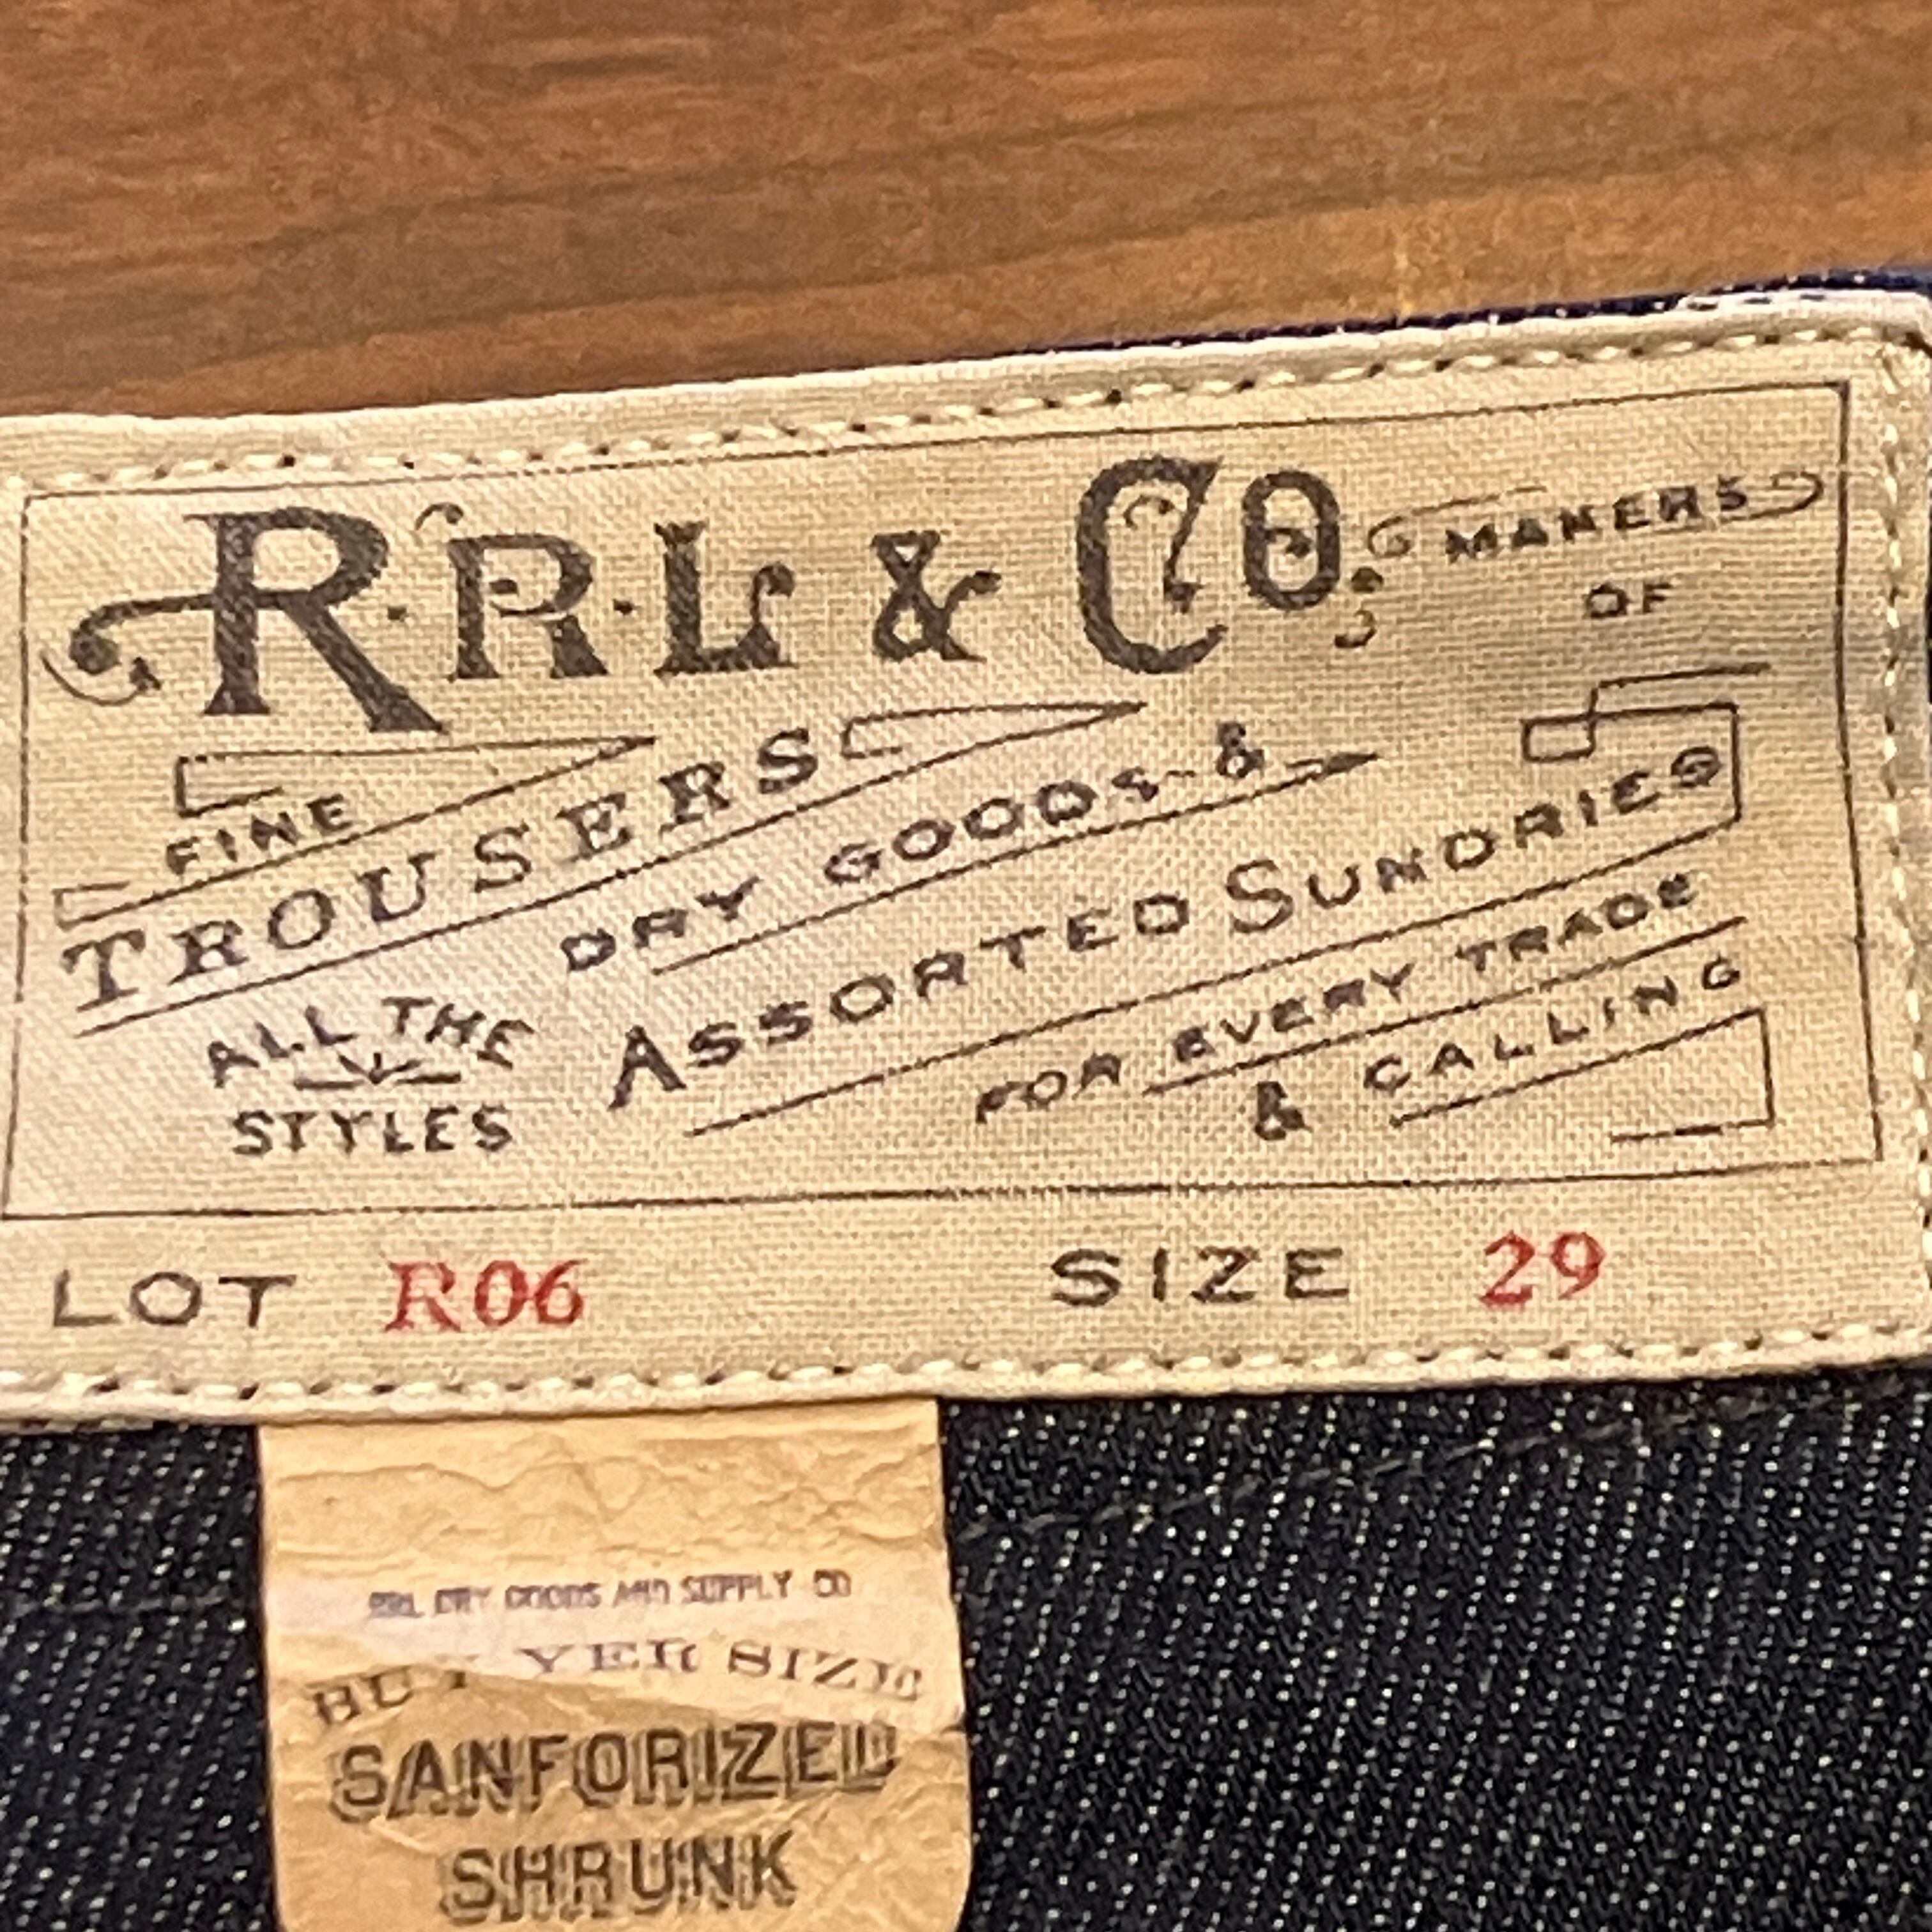 R·R·L & Co.
MAKERS
OF
FINE
TROUSERS
DRY GOODS &
ASSORTED SUNDRIES
FOR EVERY TRADE
& CALLING
ALL THE
STYLES
LOT R06 SIZE 29
RRL DRY GOODS AND SUPPLY CO
BUY YER SIZE
SANFORIZED
SHRUNK